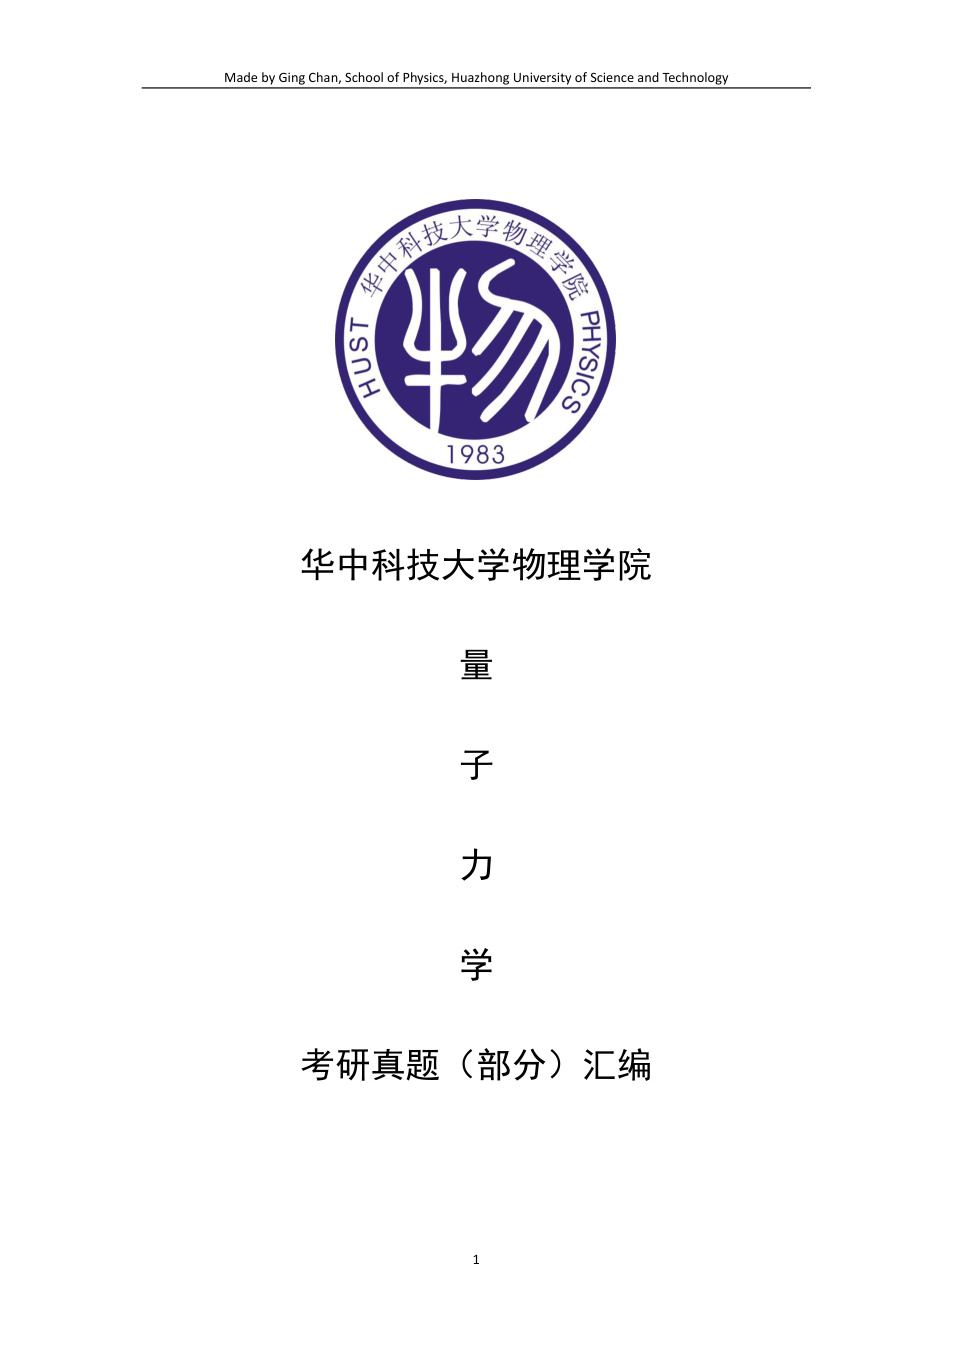 Made by Ging Chan, School of Physics, Huazhong University of Science and Technology
华中科技大学物理学院
HUST
PHYSICS
物
1983
华中科技大学物理学院
量
子
力
学
考研真题（部分）汇编
1